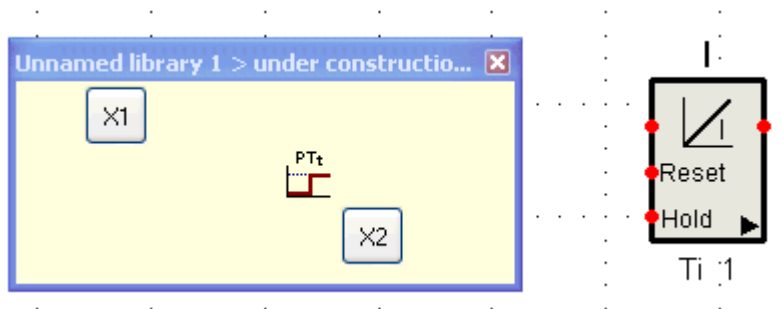 Unnamed library 1 > under constructio...
X1
PTt
X2
I
I
Reset
Hold
Ti :1